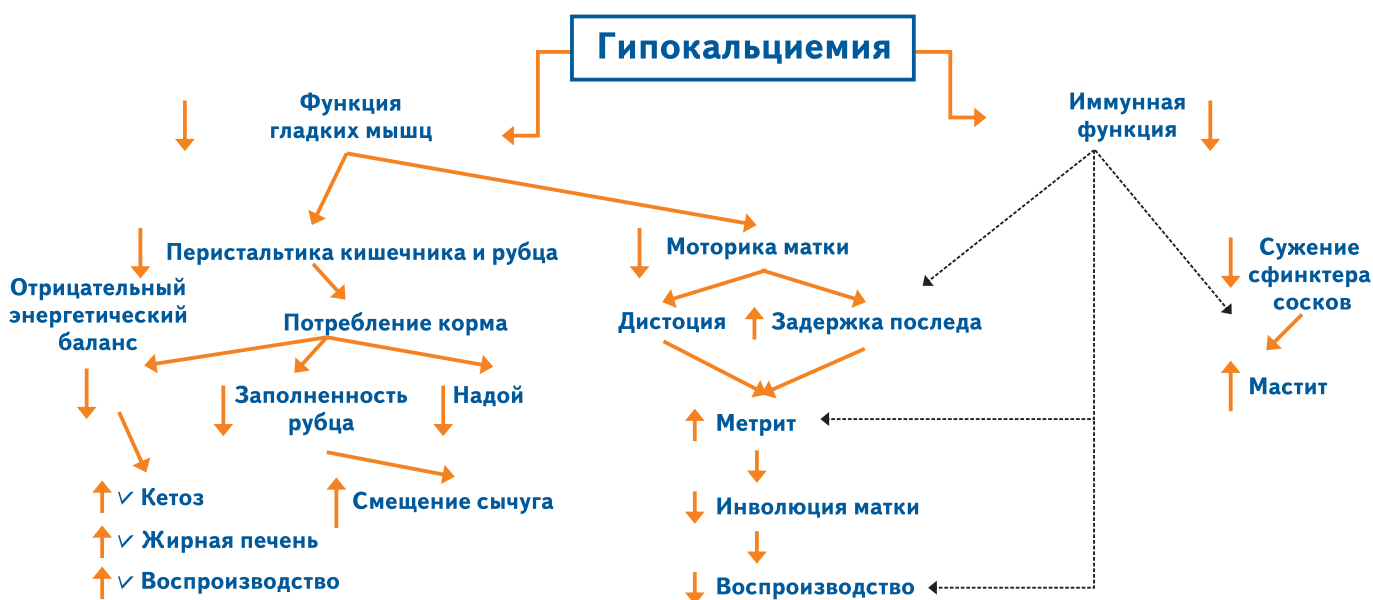 Гипокальциемия
Функция
гладких мышц
Иммунная
функция
Перистальтика кишечника и рубца
Моторика матки
Сужение
сфинктера
сосков
Отрицательный
энергетический
баланс
Потребление корма
Дистоция
Задержка последа
Мастит
Заполненность
рубца
Надой
Метрит
Кетоз
Смещение сычуга
Инволюция матки
Жирная печень
Воспроизводство
Воспроизводство